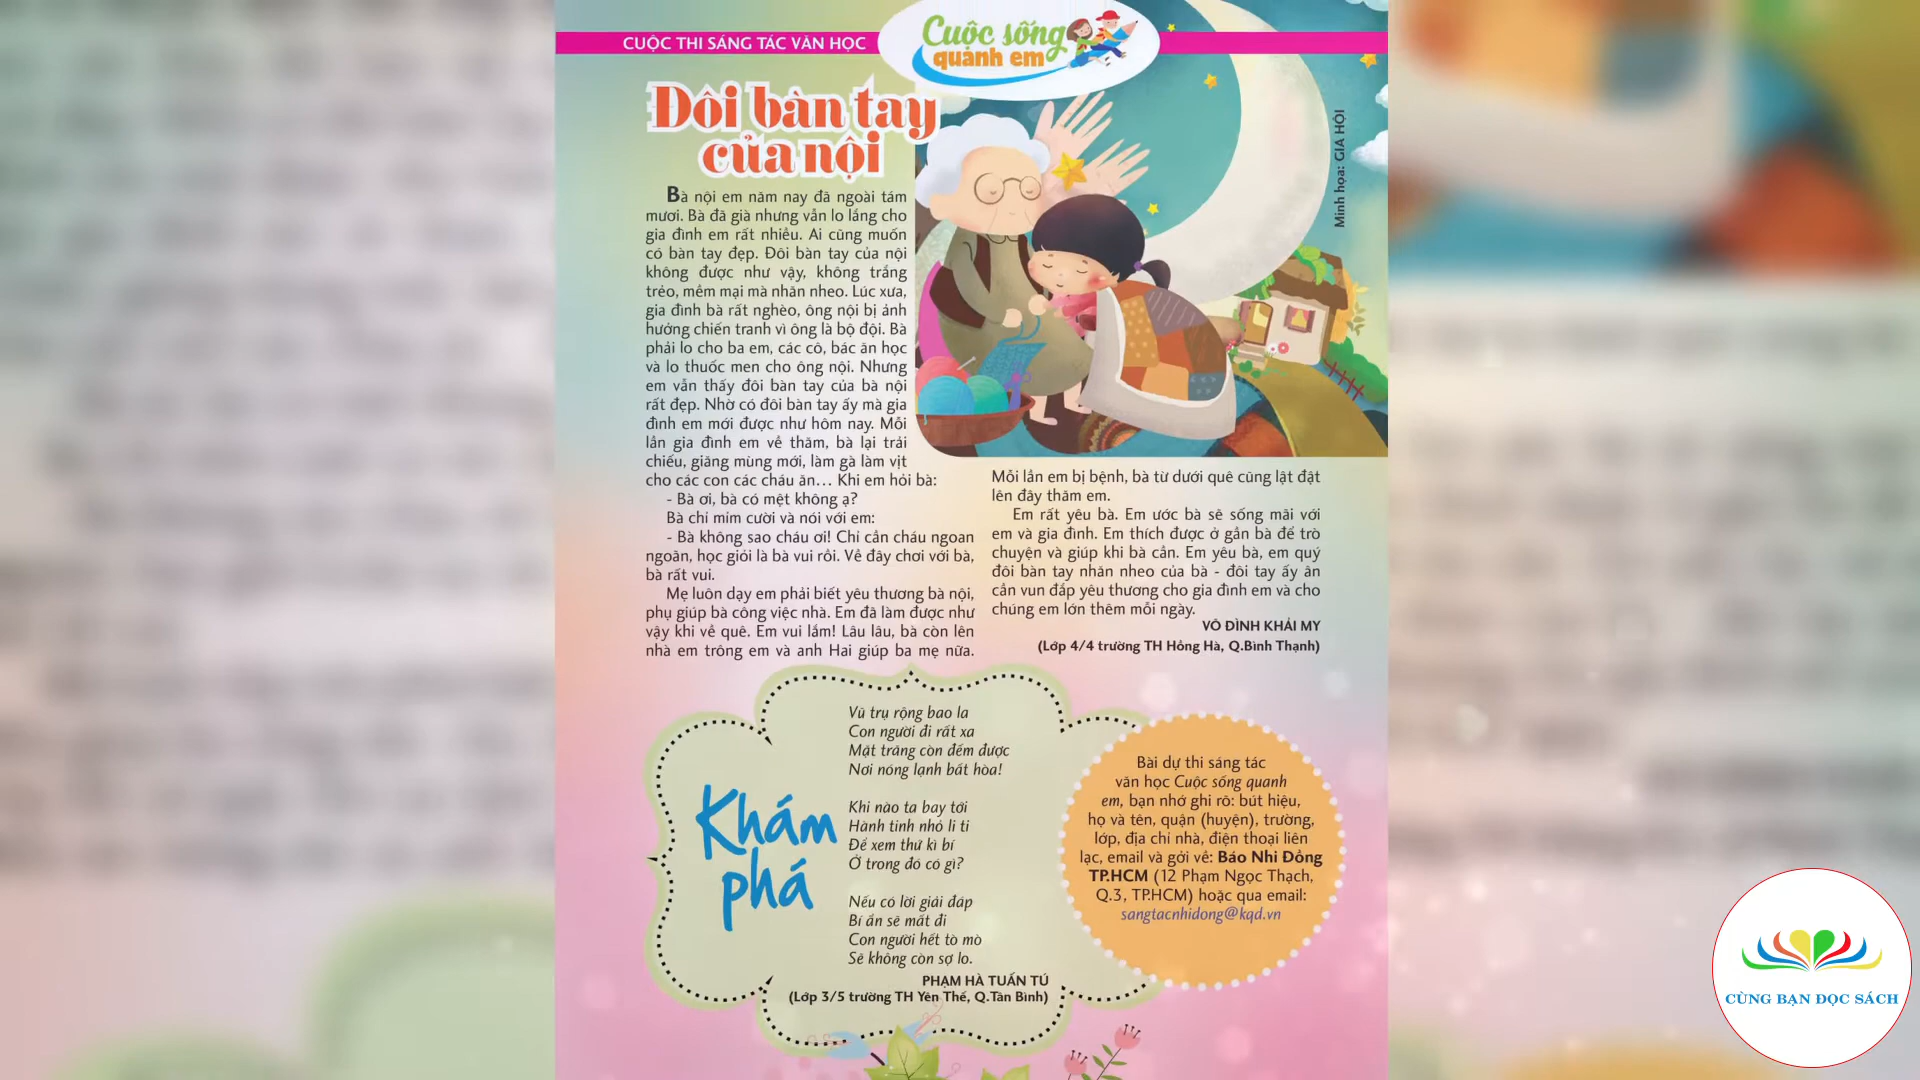 CUỘC THI SÁNG TÁC VĂN HỌC
Cuộc sống
quanh em
Đôi bàn tay
của nội
Minh họa: GIA HỘI
Bà nội em năm nay đã ngoài tám
mươi. Bà đã già nhưng vẫn lo lắng cho
gia đình em rất nhiều. Ai cũng muốn
có bàn tay đẹp. Đôi bàn tay của nội
không được như vậy, không trắng
trẻo, mềm mại mà nhăn nheo. Lúc xưa,
gia đình bà rất nghèo, ông nội bị ảnh
hưởng chiến tranh vì ông là bộ đội. Bà
phải lo cho ba em, các cô, bác ăn học
và lo thuốc men cho ông nội. Nhưng
em vẫn thấy đôi bàn tay của bà nội
rất đẹp. Nhờ có đôi bàn tay ấy mà gia
đình em mới được như hôm nay. Mỗi
lần gia đình em về thăm, bà lại trải
chiếu, giăng mùng mới, làm gà làm vịt
cho các con các cháu ăn... Khi em hỏi bà:
- Bà ơi, bà có mệt không ạ?
Bà chỉ mỉm cười và nói với em:
- Bà không sao cháu ơi! Chỉ cần cháu ngoan
ngoãn, học giỏi là bà vui rồi. Về đây chơi với bà,
bà rất vui.
Mẹ luôn dạy em phải biết yêu thương bà nội,
phụ giúp bà công việc nhà. Em đã làm được như
vậy khi về quê. Em vui lắm! Lâu lâu, bà còn lên
nhà em trông em và anh Hai giúp ba mẹ nữa.
Mỗi lần em bị bệnh, bà từ dưới quê cũng lật đật
lên đây thăm em.
Em rất yêu bà. Em ước bà sẽ sống mãi với
em và gia đình. Em thích được ở gần bà để trò
chuyện và giúp khi bà cần. Em yêu bà, em quý
đôi bàn tay nhăn nheo của bà - đôi tay ấy ân
cần vun đắp yêu thương cho gia đình em và cho
chúng em lớn thêm mỗi ngày.
VÕ ĐÌNH KHẢI MY
(Lớp 4/4 trường TH Hồng Hà, Q.Bình Thạnh)
Khám
phá
Vũ trụ rộng bao la
Con người đi rất xa
Mặt trăng còn đếm được
Nơi nóng lạnh bất hòa!
Khi nào ta bay tới
Hành tinh nhỏ li ti
Để xem thử kì bí
Ở trong đó có gì?
Nếu có lời giải đáp
Bí ẩn sẽ mất đi
Con người hết tò mò
Sẽ không còn sợ lo.
PHẠM HÀ TUẤN TÚ
(Lớp 3/5 trường TH Yên Thế, Q.Tân Bình)
Bài dự thi sáng tác
văn học Cuộc sống quanh
em, bạn nhớ ghi rõ: bút hiệu,
họ và tên, quận (huyện), trường,
lớp, địa chỉ nhà, điện thoại liên
lạc, email và gởi về: Báo Nhi Đồng
TP.HCM (12 Phạm Ngọc Thạch,
Q.3, TP.HCM) hoặc qua email:
sangtacnhidong@kqd.vn
CÙNG BẠN ĐỌC SÁCH